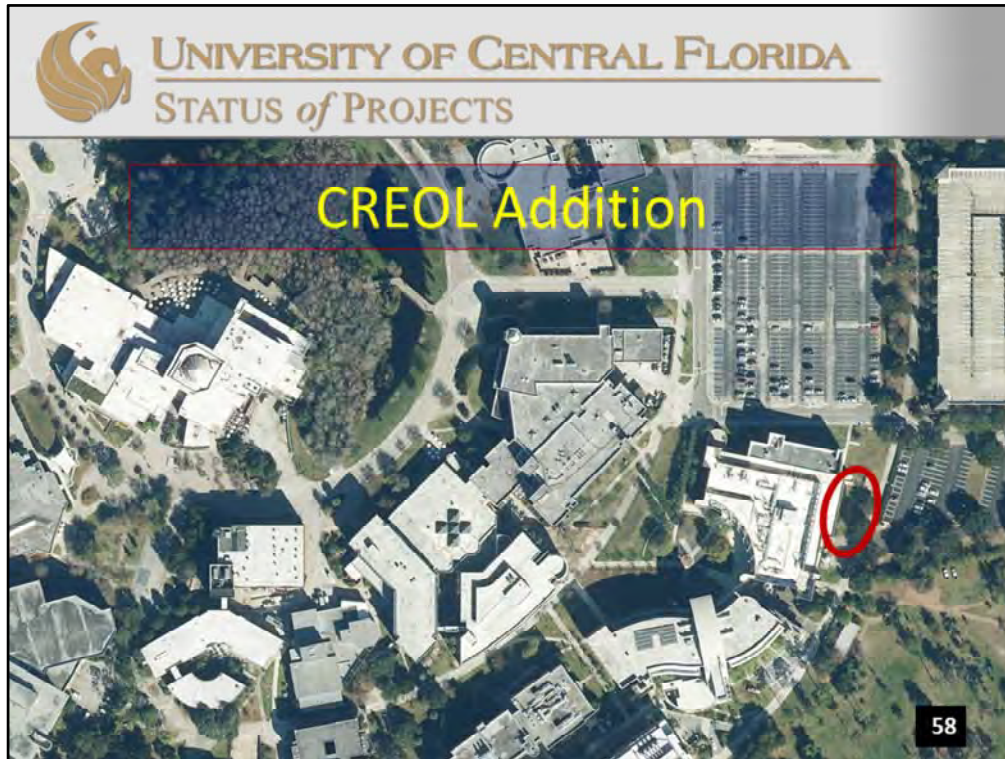 UNIVERSITY OF CENTRAL FLORIDA
STATUS of PROJECTS
CREOL Addition
58